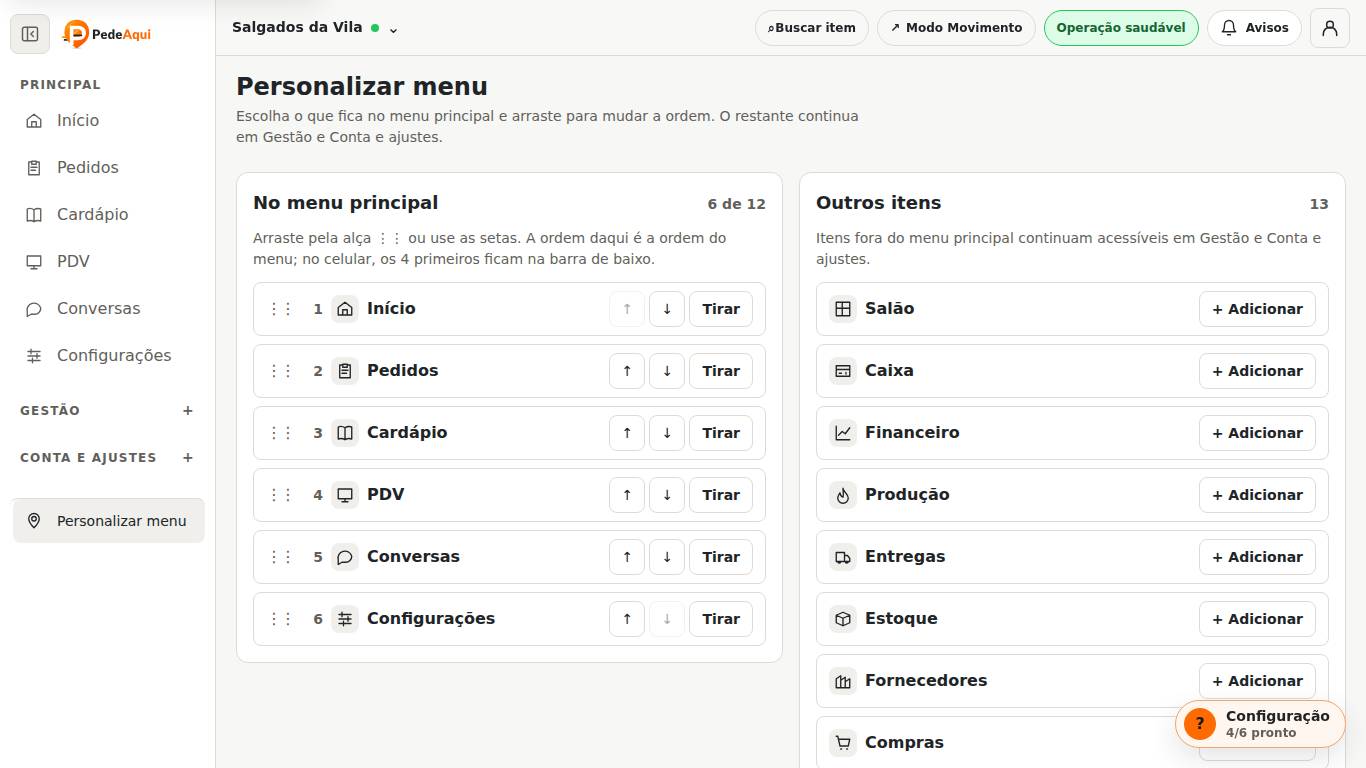 PedeAqui
PRINCIPAL
Início
Pedidos
Cardápio
PDV
Conversas
Configurações
GESTÃO +
CONTA E AJUSTES +
Personalizar menu
Salgados da Vila
Buscar item
↗ Modo Movimento
Operação saudável
Avisos
Personalizar menu
Escolha o que fica no menu principal e arraste para mudar a ordem. O restante continua
em Gestão e Conta e ajustes.
No menu principal 6 de 12
Arraste pela alça ⋮⋮ ou use as setas. A ordem daqui é a ordem do
menu; no celular, os 4 primeiros ficam na barra de baixo.
⋮⋮ 1 Início ↑ ↓ Tirar
⋮⋮ 2 Pedidos ↑ ↓ Tirar
⋮⋮ 3 Cardápio ↑ ↓ Tirar
⋮⋮ 4 PDV ↑ ↓ Tirar
⋮⋮ 5 Conversas ↑ ↓ Tirar
⋮⋮ 6 Configurações ↑ ↓ Tirar
Outros itens 13
Itens fora do menu principal continuam acessíveis em Gestão e Conta e
ajustes.
Salão + Adicionar
Caixa + Adicionar
Financeiro + Adicionar
Produção + Adicionar
Entregas + Adicionar
Estoque + Adicionar
Fornecedores + Adicionar
Compras
? Configuração
4/6 pronto